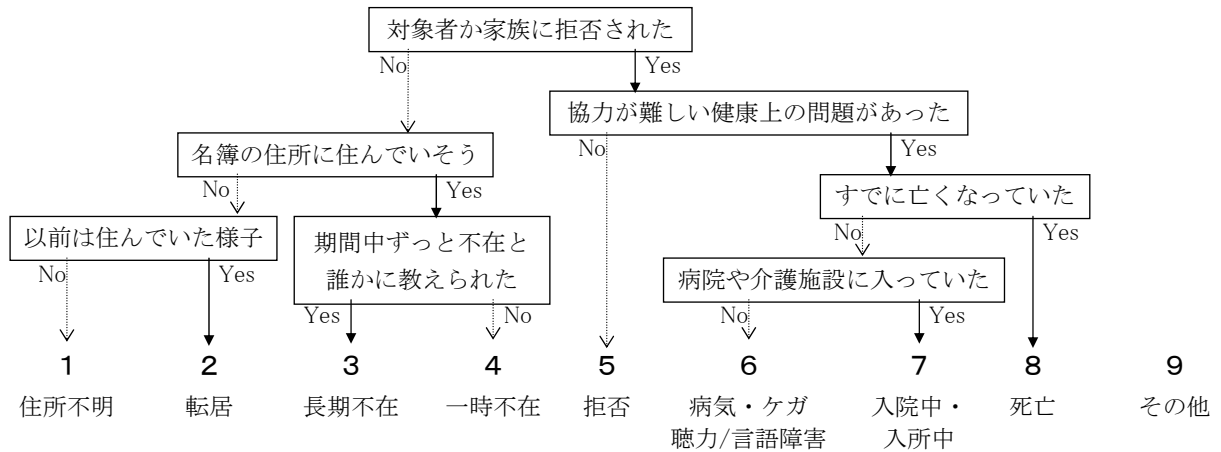 対象者か家族に拒否された
No
Yes
協力が難しい健康上の問題があった
No
Yes
名簿の住所に住んでいそう
No
Yes
すでに亡くなっていた
No
Yes
以前は住んでいた様子
No
Yes
期間中ずっと不在と
誰かに教えられた
Yes
No
病院や介護施設に入っていた
No
Yes
1 2 3 4 5 6 7 8 9
住所不明 転居 長期不在 一時不在 拒否 病気・ケガ 入院中・ 死亡 その他
聴力/言語障害 入所中